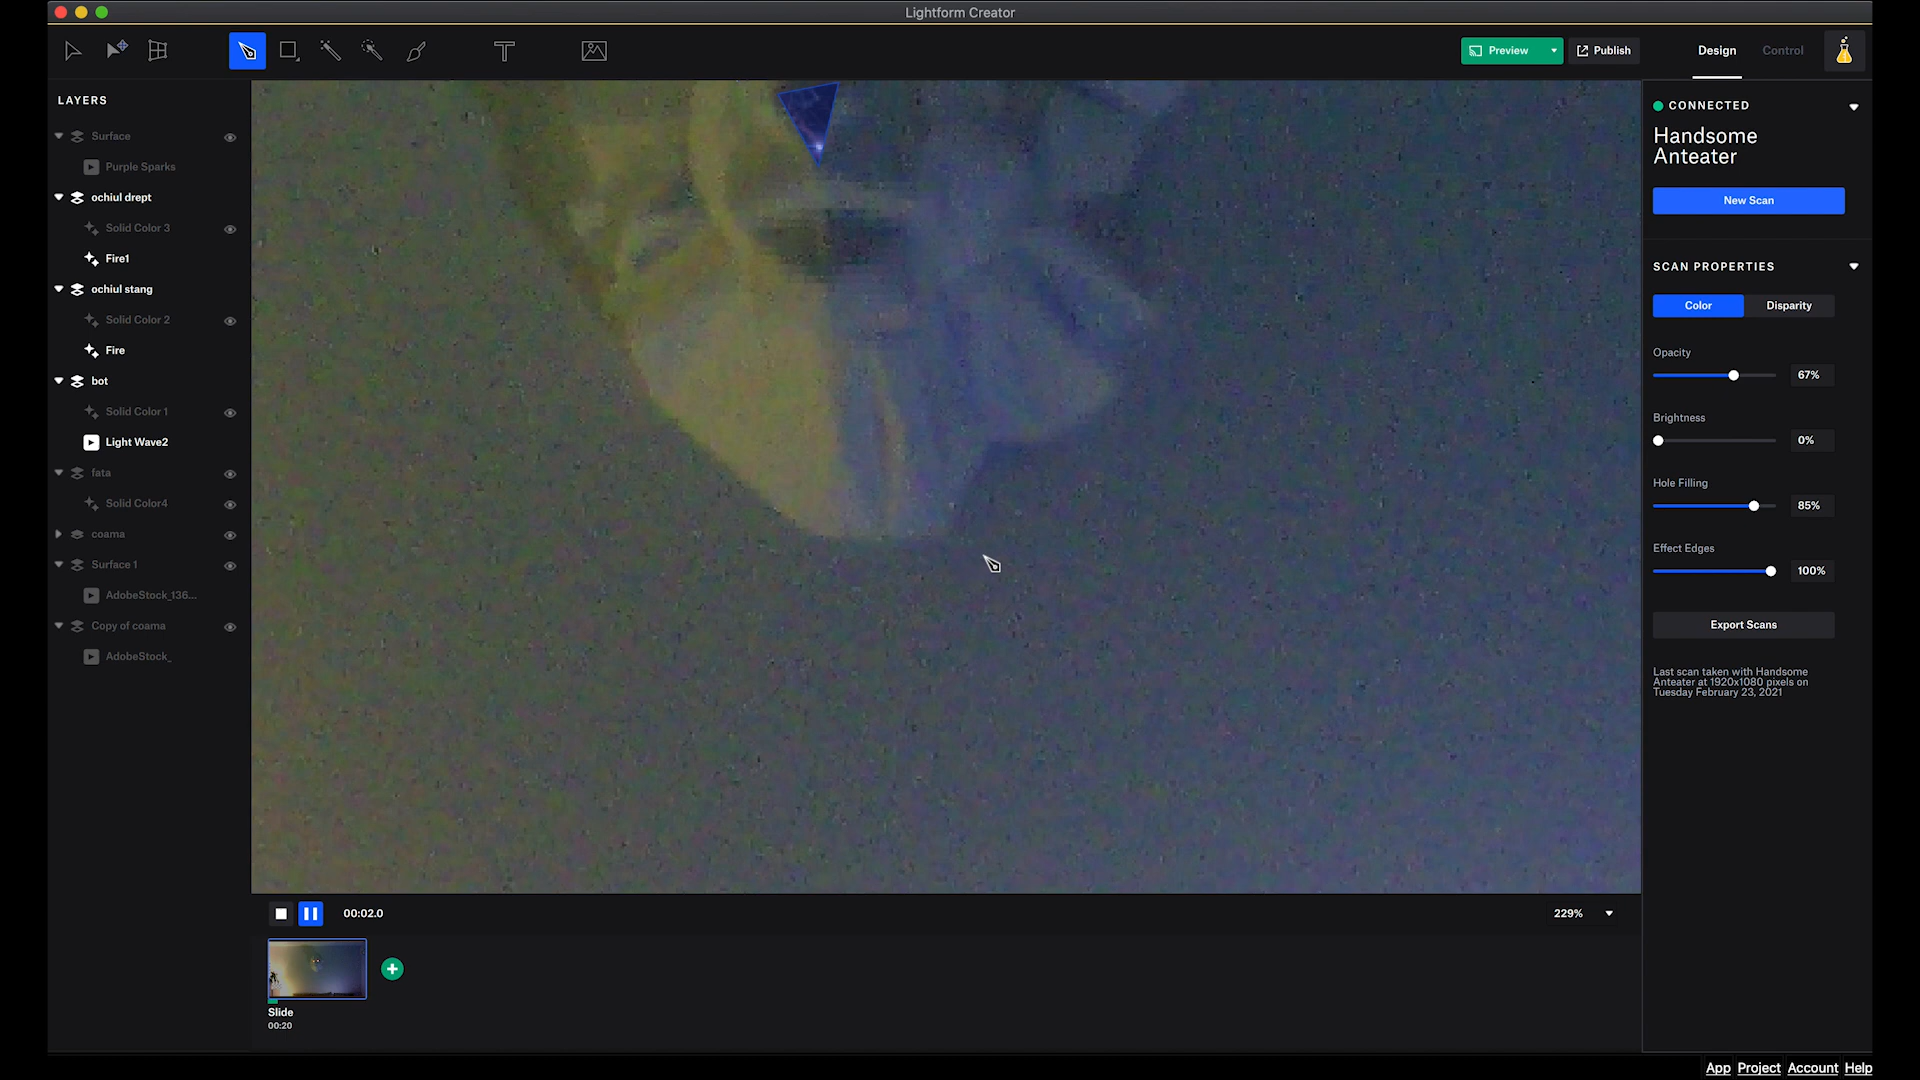 Lightform Creator
Preview
Publish
Design
Control
LAYERS
Surface
Purple Sparks
ochiul drept
Solid Color 3
Fire1
ochiul stang
Solid Color 2
Fire
bot
Solid Color 1
Light Wave2
fata
Solid Color4
coama
Surface 1
AdobeStock_136...
Copy of coama
AdobeStock_
CONNECTED
Handsome
Anteater
New Scan
SCAN PROPERTIES
Color
Disparity
Opacity
67%
Brightness
0%
Hole Filling
85%
Effect Edges
100%
Export Scans
Last scan taken with Handsome
Anteater at 1920x1080 pixels on
Tuesday February 23, 2021
00:02.0
229%
Slide
00:20
App Project Account Help